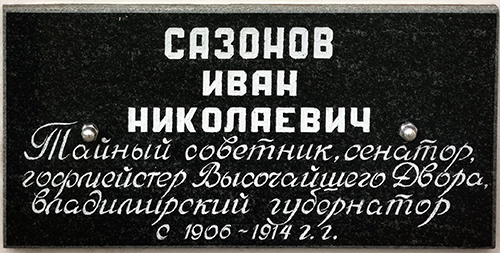 САЗОНОВ
ИВАН
НИКОЛАЕВИЧ
Тайный советник, сенатор,
гофмейстер Высочайшего Двора,
владимирский губернатор
с 1906-1914 г.г.